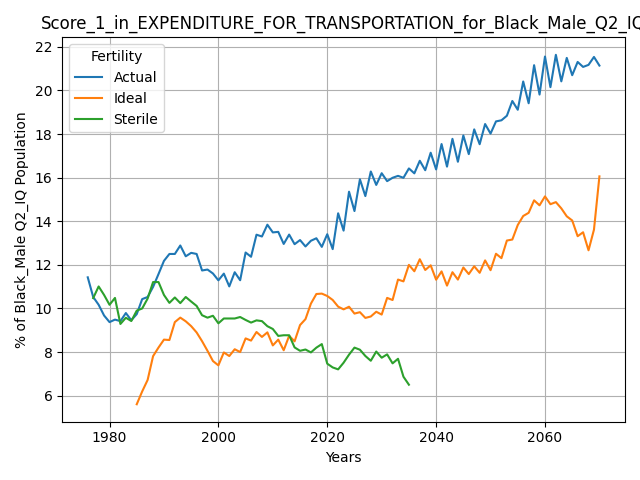 Score_1_in_EXPENDITURE_FOR_TRANSPORTATION_for_Black_Male_Q2_IQ
Fertility
Actual
Ideal
Sterile
% of Black_Male Q2_IQ Population
22
20
18
16
14
12
10
8
6
1980 2000 2020 2040 2060
Years